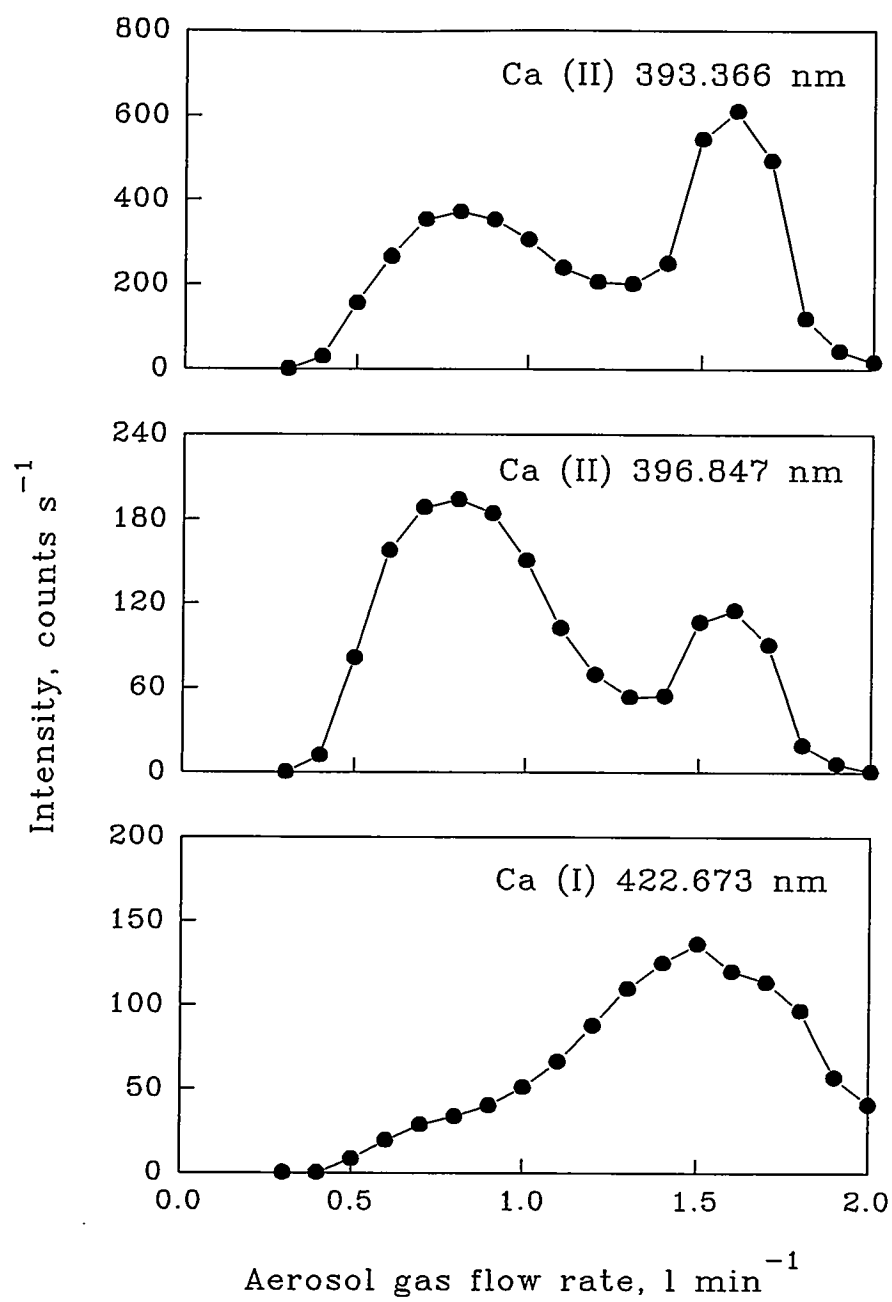 800
600
400
200
0
Ca (II) 393.366 nm
240
180
120
60
0
Ca (II) 396.847 nm
Intensity, counts s⁻¹
200
150
100
50
0
Ca (I) 422.673 nm
0.0 0.5 1.0 1.5 2.0
Aerosol gas flow rate, l min⁻¹